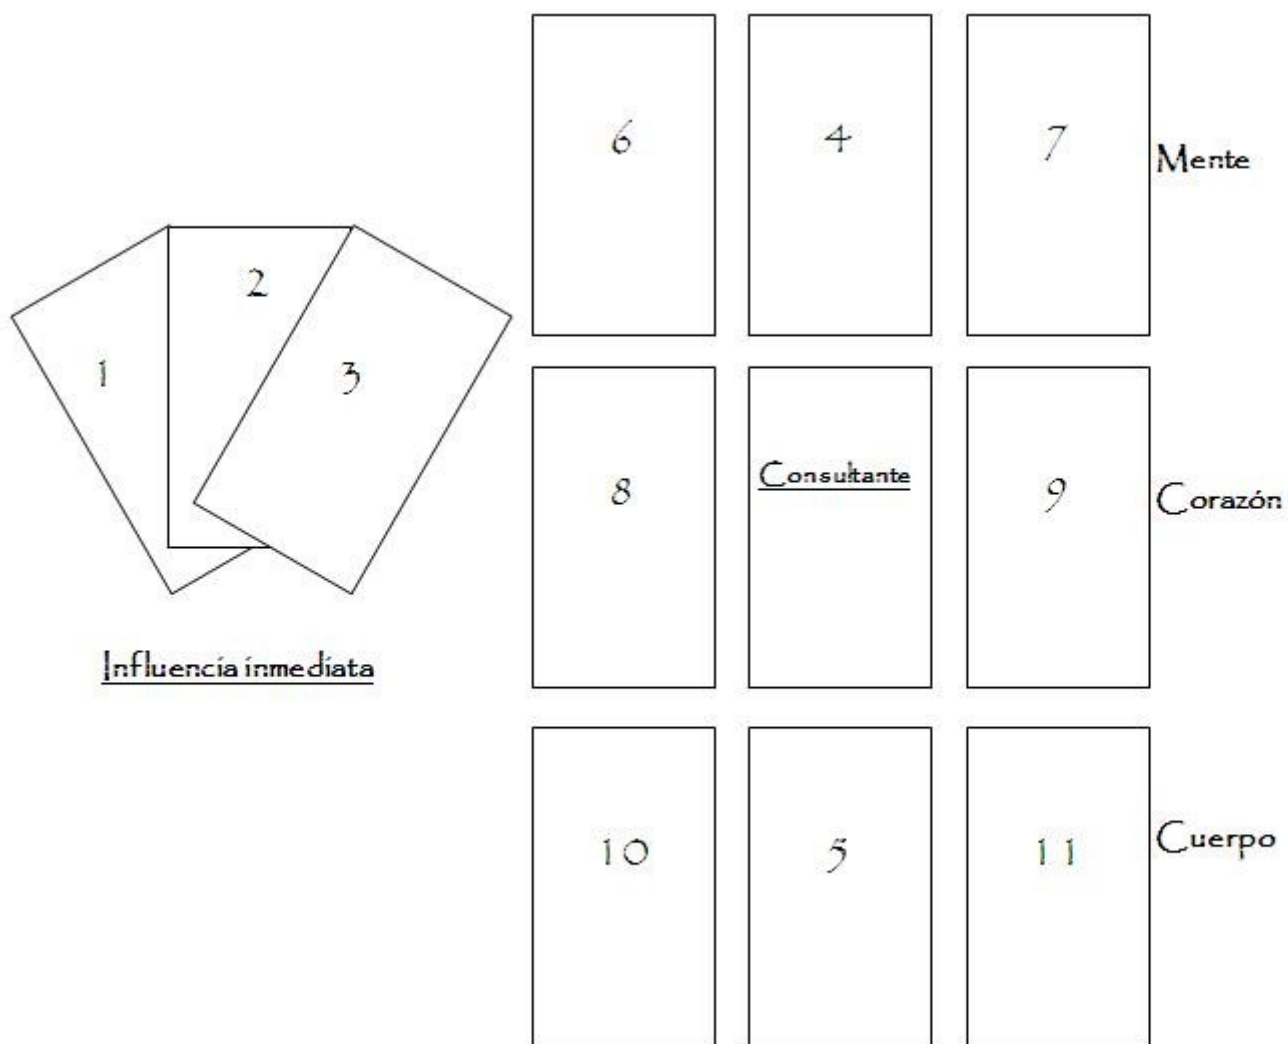 6 4 7 Mente
1 2 3
Influencia inmediata
8 Consultante 9 Corazón
10 5 11 Cuerpo